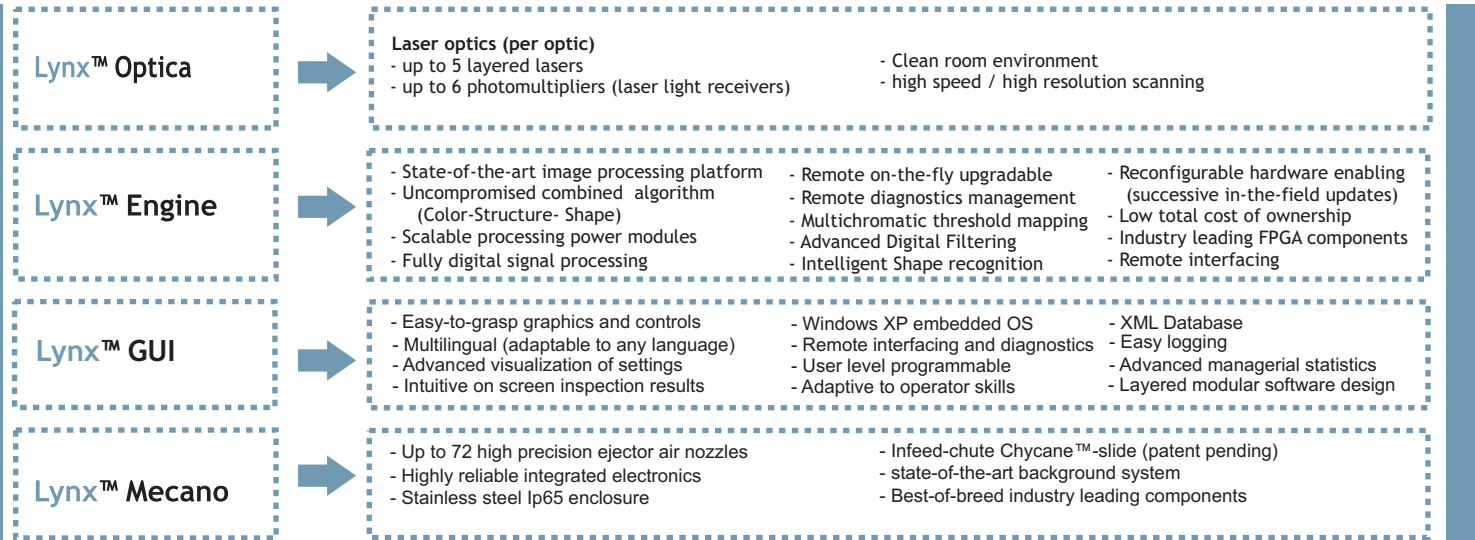 Lynx™ Optica
Laser optics (per optic)
- up to 5 layered lasers
- up to 6 photomultipliers (laser light receivers)
- Clean room environment
- high speed / high resolution scanning
Lynx™ Engine
- State-of-the-art image processing platform
- Uncompromised combined algorithm
(Color-Structure- Shape)
- Scalable processing power modules
- Fully digital signal processing
- Remote on-the-fly upgradable
- Remote diagnostics management
- Multichromatic threshold mapping
- Advanced Digital Filtering
- Intelligent Shape recognition
- Reconfigurable hardware enabling
(successive in-the-field updates)
- Low total cost of ownership
- Industry leading FPGA components
- Remote interfacing
Lynx™ GUI
- Easy-to-grasp graphics and controls
- Multilingual (adaptable to any language)
- Advanced visualization of settings
- Intuitive on screen inspection results
- Windows XP embedded OS
- Remote interfacing and diagnostics
- User level programmable
- Adaptive to operator skills
- XML Database
- Easy logging
- Advanced managerial statistics
- Layered modular software design
Lynx™ Mecano
- Up to 72 high precision ejector air nozzles
- Highly reliable integrated electronics
- Stainless steel Ip65 enclosure
- Infeed-chute Chycane™-slide (patent pending)
- state-of-the-art background system
- Best-of-breed industry leading components